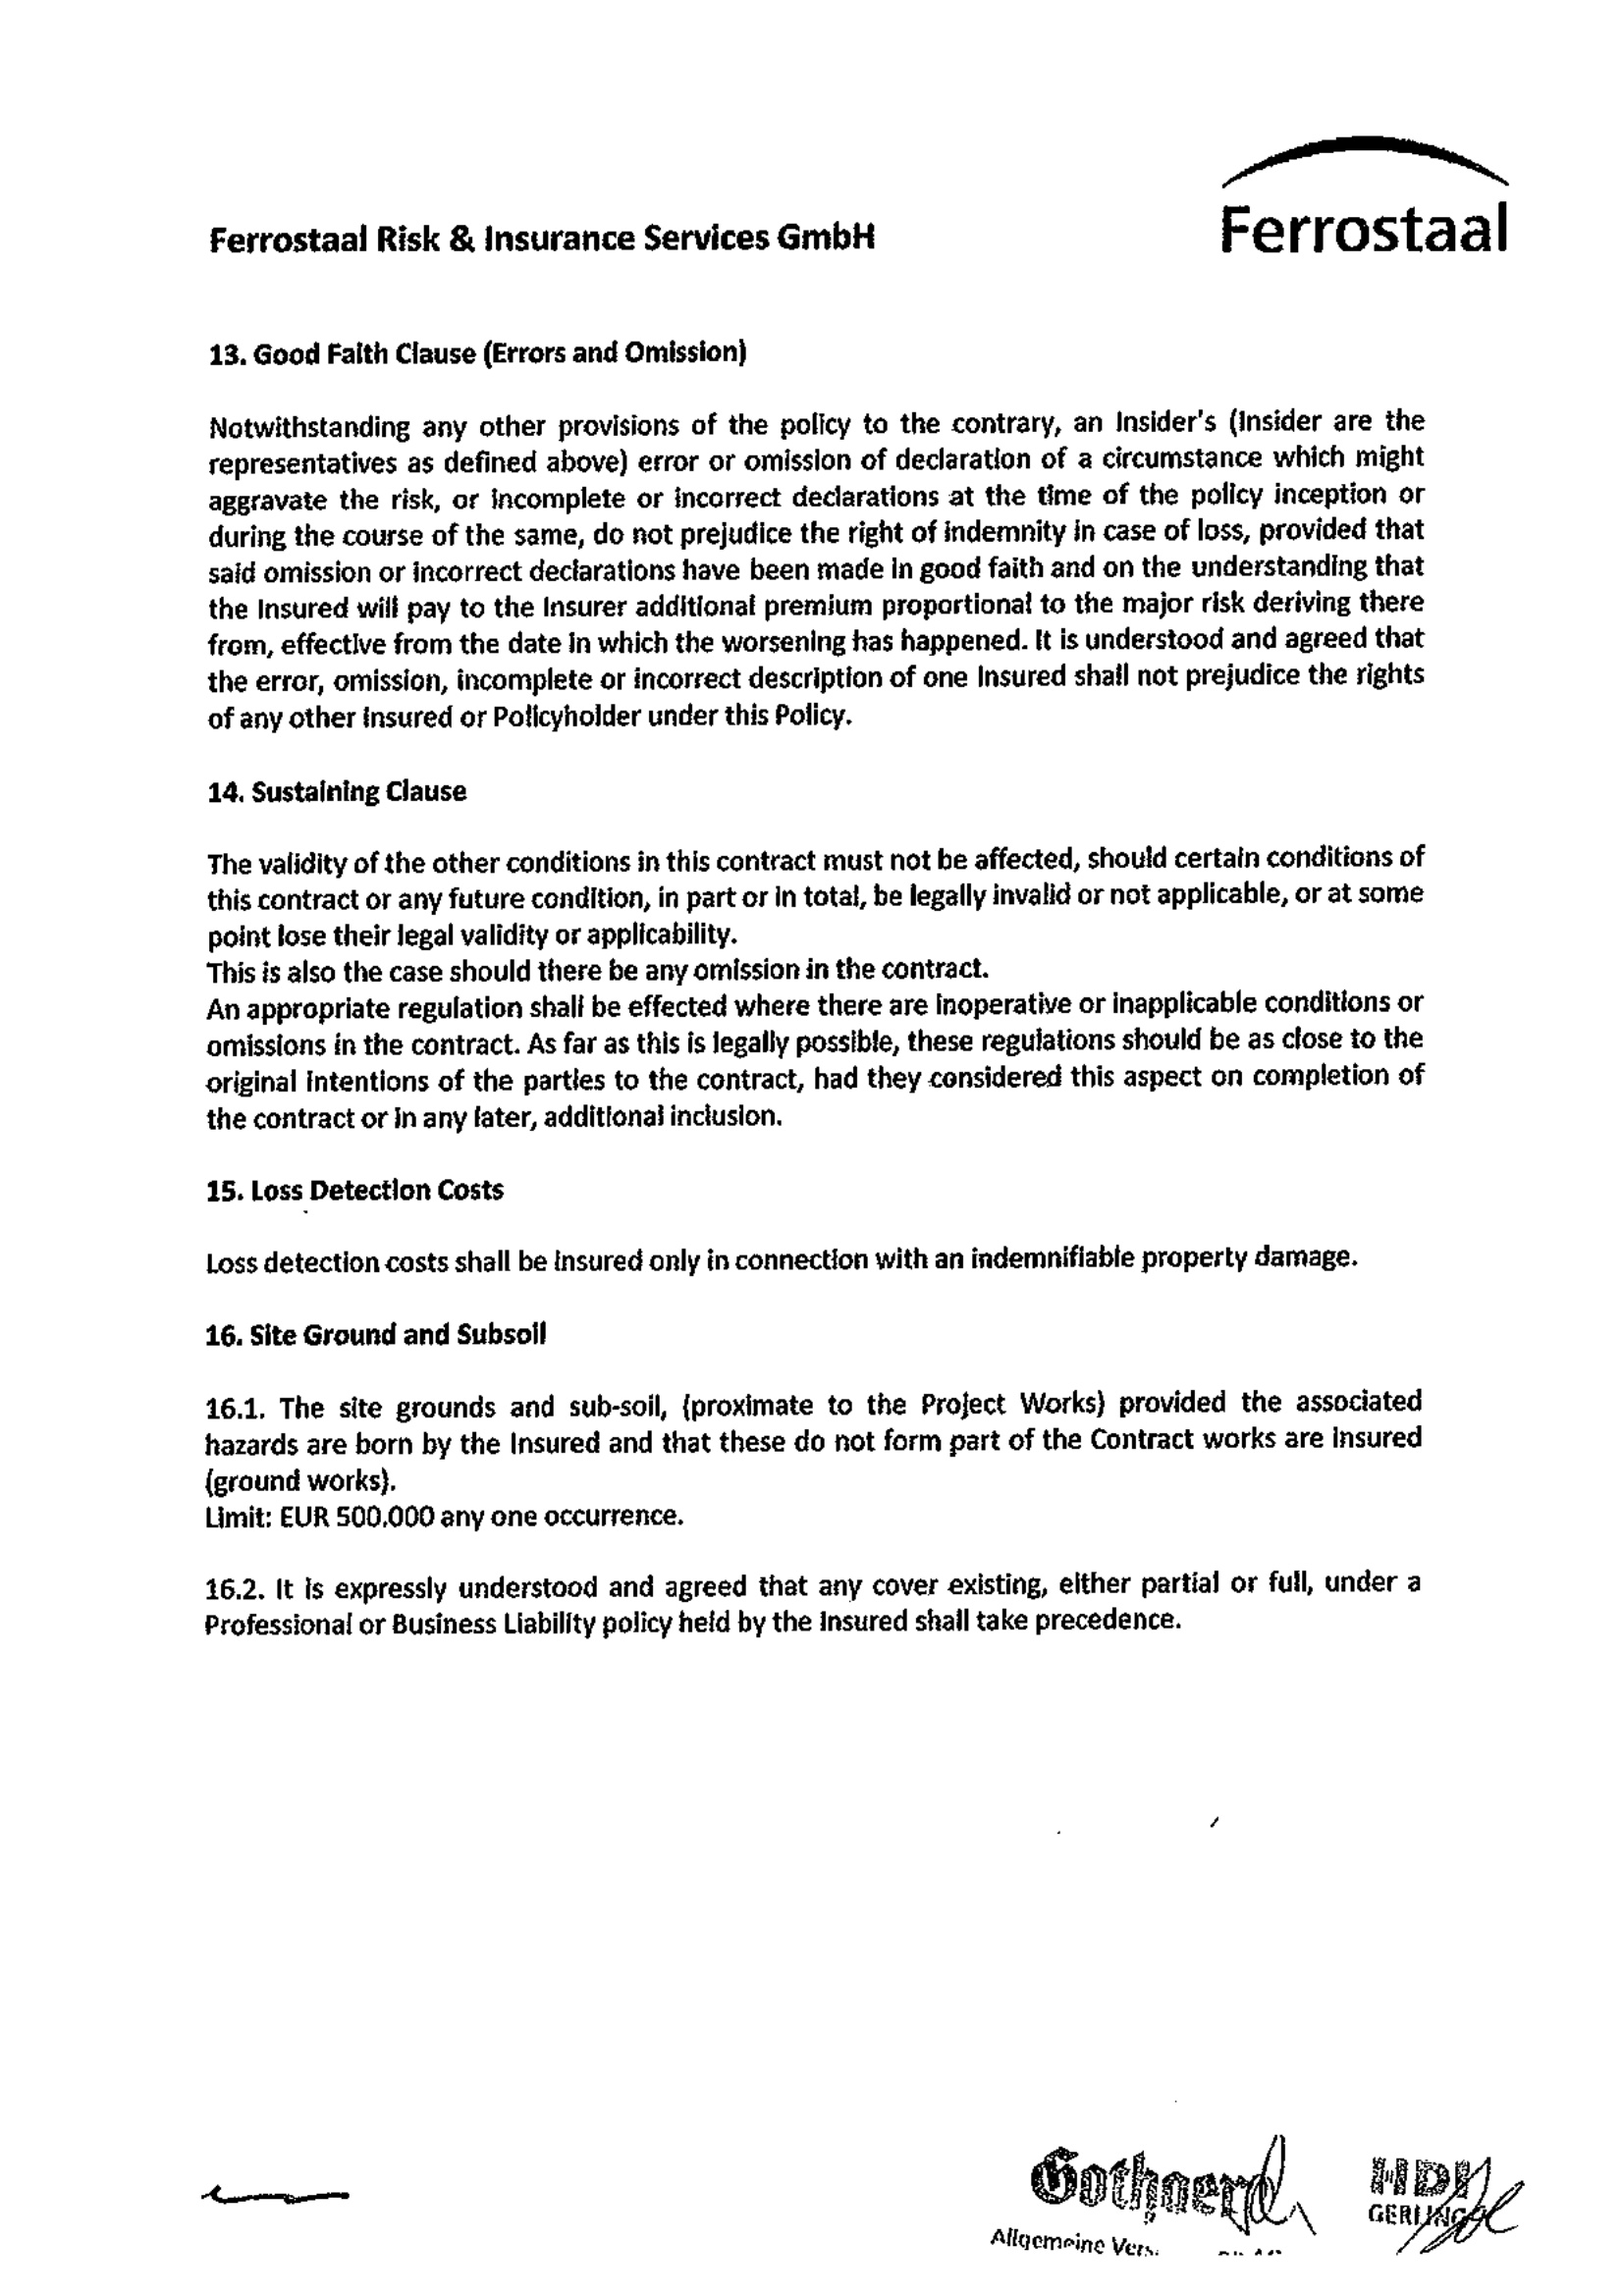 Ferrostaal
Ferrostaal Risk & Insurance Services GmbH
13. Good Faith Clause (Errors and Omission)
Notwithstanding any other provisions of the policy to the contrary, an Insider's (Insider are the
representatives as defined above) error or omission of declaration of a circumstance which might
aggravate the risk, or incomplete or incorrect declarations at the time of the policy inception or
during the course of the same, do not prejudice the right of indemnity in case of loss, provided that
said omission or incorrect declarations have been made in good faith and on the understanding that
the Insured will pay to the Insurer additional premium proportional to the major risk deriving there
from, effective from the date in which the worsening has happened. It is understood and agreed that
the error, omission, incomplete or incorrect description of one Insured shall not prejudice the rights
of any other Insured or Policyholder under this Policy.
14. Sustaining Clause
The validity of the other conditions in this contract must not be affected, should certain conditions of
this contract or any future condition, in part or in total, be legally invalid or not applicable, or at some
point lose their legal validity or applicability.
This is also the case should there be any omission in the contract.
An appropriate regulation shall be effected where there are inoperative or inapplicable conditions or
omissions in the contract. As far as this is legally possible, these regulations should be as close to the
original intentions of the parties to the contract, had they considered this aspect on completion of
the contract or in any later, additional inclusion.
15. Loss Detection Costs
Loss detection costs shall be insured only in connection with an indemnifiable property damage.
16. Site Ground and Subsoil
16.1. The site grounds and sub-soil, (proximate to the Project Works) provided the associated
hazards are born by the Insured and that these do not form part of the Contract works are insured
(ground works).
Limit: EUR 500.000 any one occurrence.
16.2. It is expressly understood and agreed that any cover existing, either partial or full, under a
Professional or Business Liability policy held by the Insured shall take precedence.
Gothaer
Allgemeine
HDI
GERLING